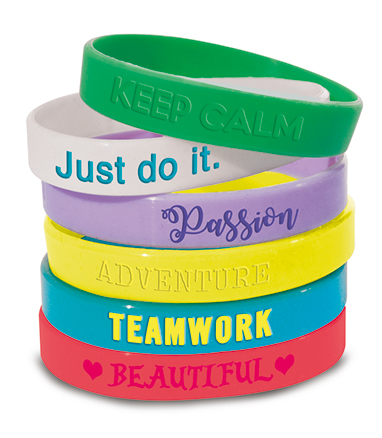 KEEP CALM
Just do it.
Passion
ADVENTURE
TEAMWORK
♥ BEAUTIFUL ♥